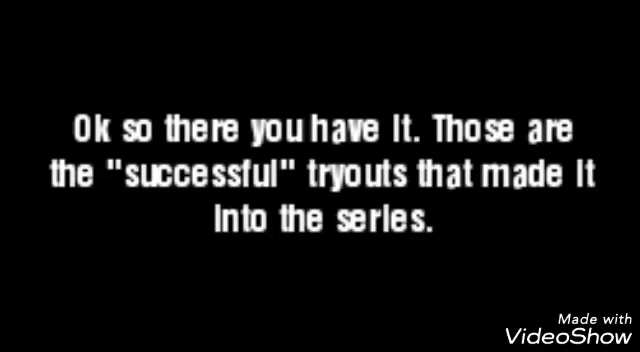 Ok so there you have it. Those are
the "successful" tryouts that made it
into the series.
Made with
VideoShow